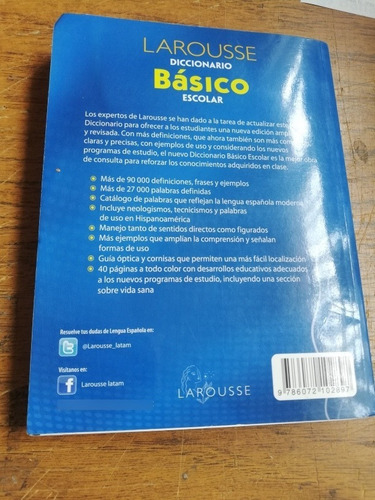 LAROUSSE
DICCIONARIO
Básico
ESCOLAR
Los expertos de Larousse se han dado a la tarea de actualizar este
Diccionario para ofrecer a los estudiantes una nueva edición
y revisada. Con más definiciones, que ahora también son más
claras y precisas, con ejemplos de uso y considerando los nuevos
programas de estudio, el nuevo Diccionario Básico Escolar es la mejor obra
de consulta para reforzar los conocimientos adquiridos en clase.
Más de 90 000 definiciones, frases y ejemplos
Más de 27 000 palabras definidas
Catálogo de palabras que reflejan la lengua española moderna
Incluye neologismos, tecnicismos y palabras
de uso en Hispanoamérica
Manejo tanto de sentidos directos como figurados
Más ejemplos que amplían la comprensión y señalan
formas de uso
Guía óptica y cornisas que permiten una más fácil localización
40 páginas a todo color con desarrollos educativos adecuados
a los nuevos programas de estudio, incluyendo una sección
sobre vida sana
Resuelve tus dudas de Lengua Española en:
@Larousse_latam
Visítanos en:
Larousse latam
LAROUSSE
9 786072 102897